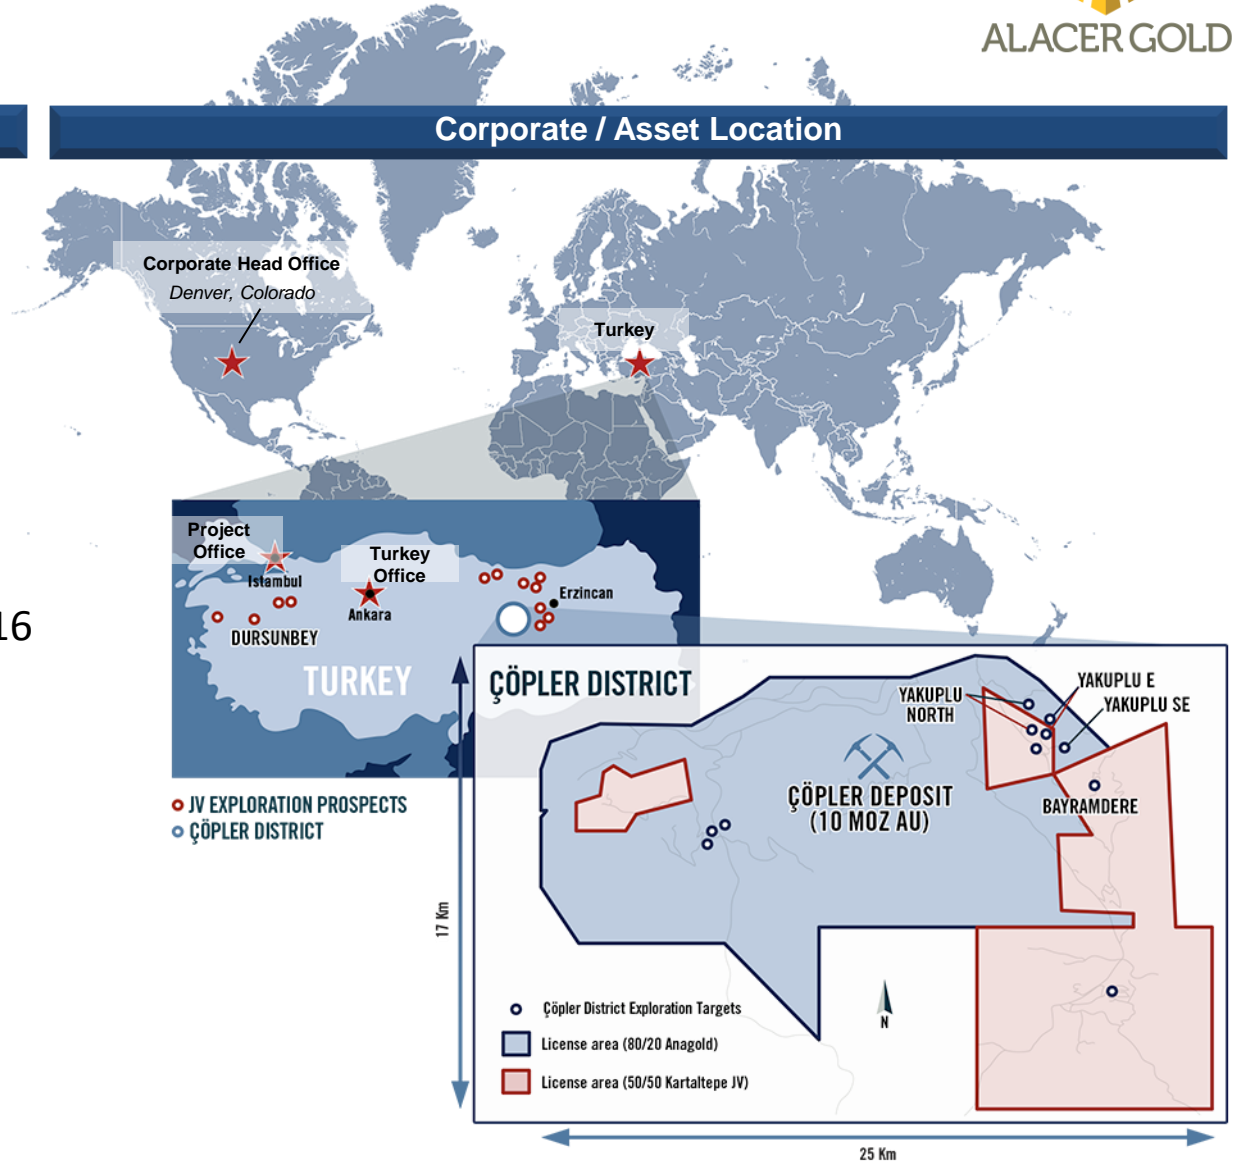 ALACER GOLD
Corporate / Asset Location
Corporate Head Office
Denver, Colorado
Turkey
Project
Office
Istambul
Turkey
Office
Ankara
Erzincan
DURSUNBEY
TURKEY
16
JV EXPLORATION PROSPECTS
ÇÖPLER DISTRICT
ÇÖPLER DISTRICT
YAKUPLU
NORTH
YAKUPLU E
YAKUPLU SE
ÇÖPLER DEPOSIT
(10 MOZ AU)
BAYRAMDERE
17 Km
N
Çöpler District Exploration Targets
License area (80/20 Anagold)
License area (50/50 Kartaltepe JV)
25 Km